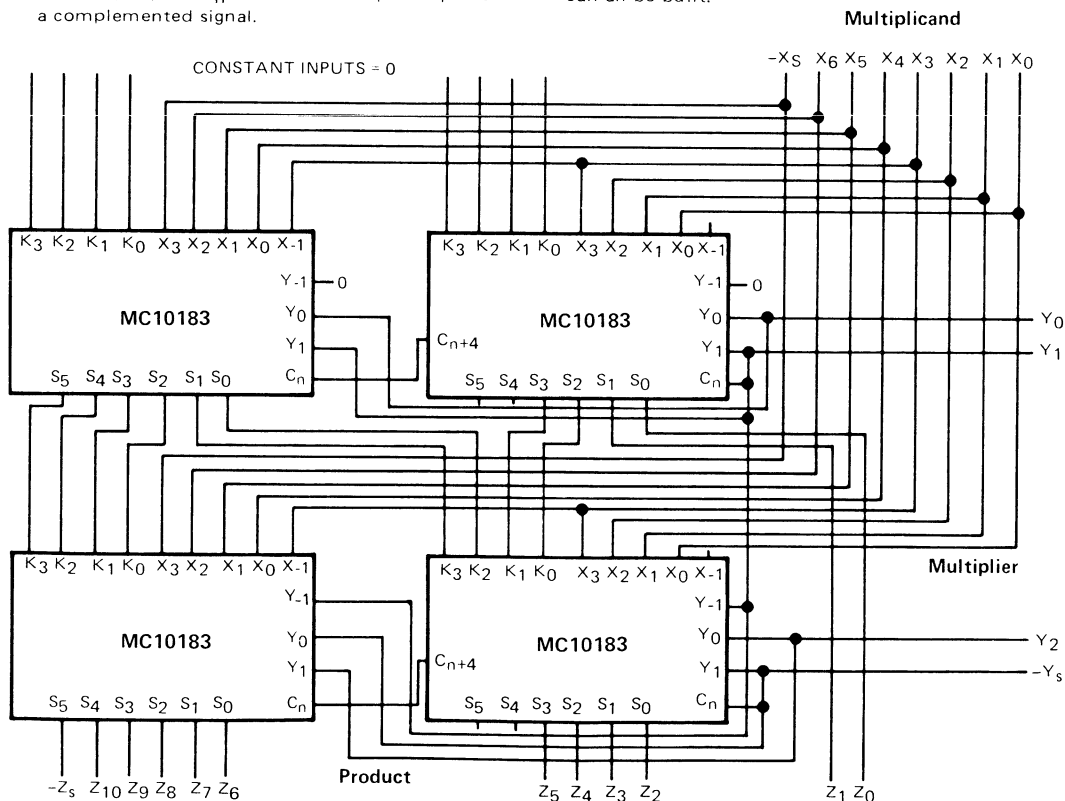 a complemented signal.
Multiplicand
-XS X6 X5 X4 X3 X2 X1 X0
CONSTANT INPUTS = 0
K3 K2 K1 K0 X3 X2 X1 X0 X-1
K3 K2 K1 K0 X3 X2 X1 X0 X-1
Y-1 0
Y-1 0
MC10183
MC10183
Y0
Y0
Y0
Cn+4
Y1
Y1
Y1
Cn
Cn
S5 S4 S3 S2 S1 S0
S5 S4 S3 S2 S1 S0
K3 K2 K1 K0 X3 X2 X1 X0 X-1
K3 K2 K1 K0 X3 X2 X1 X0 X-1
Multiplier
Y-1
Y-1
MC10183
MC10183
Y0
Y0
Y2
Y1
Cn+4
Y1
-Ys
Cn
Cn
S5 S4 S3 S2 S1 S0
S5 S4 S3 S2 S1 S0
Product
-Zs Z10 Z9 Z8 Z7 Z6
Z5 Z4 Z3 Z2
Z1 Z0